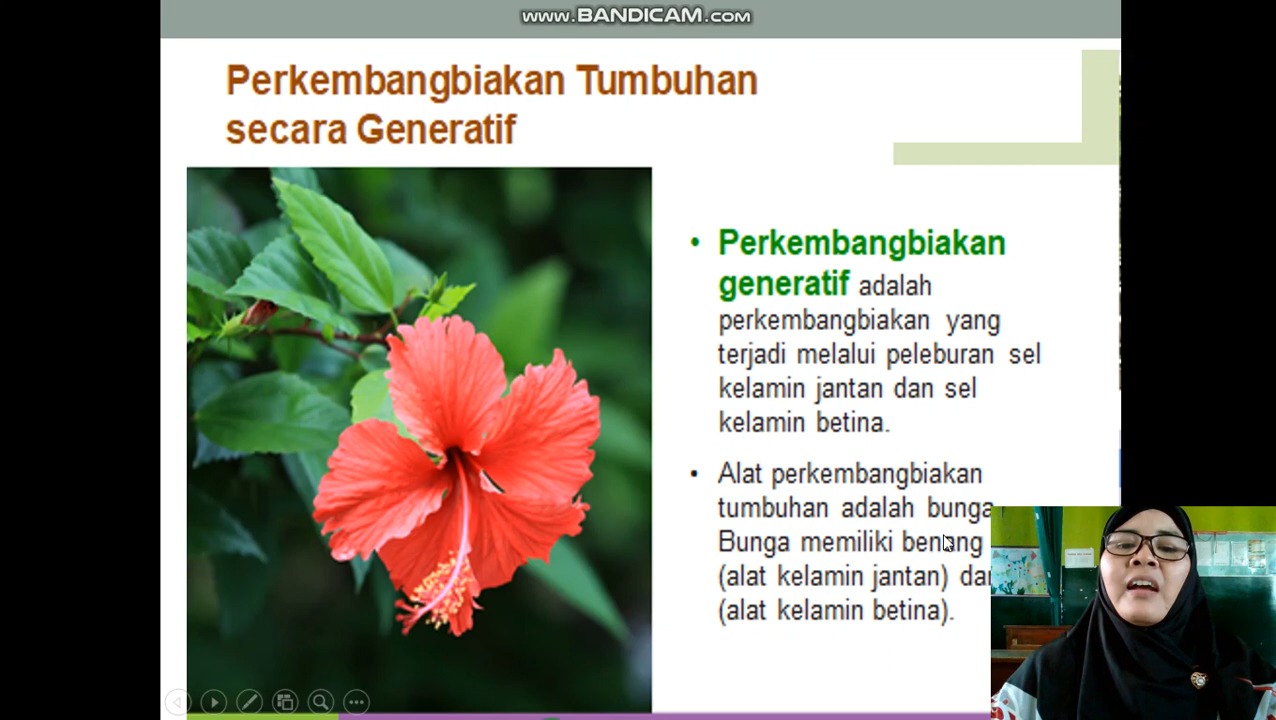 www.BANDICAM.com
Perkembangbiakan Tumbuhan
secara Generatif
• Perkembangbiakan
generatif adalah
perkembangbiakan yang
terjadi melalui peleburan sel
kelamin jantan dan sel
kelamin betina.
• Alat perkembangbiakan
tumbuhan adalah bunga
Bunga memiliki benang
(alat kelamin jantan)
(alat kelamin betina).